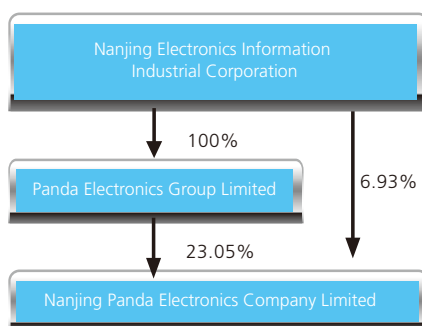 Nanjing Electronics Information
Industrial Corporation
100%
Panda Electronics Group Limited
6.93%
23.05%
Nanjing Panda Electronics Company Limited